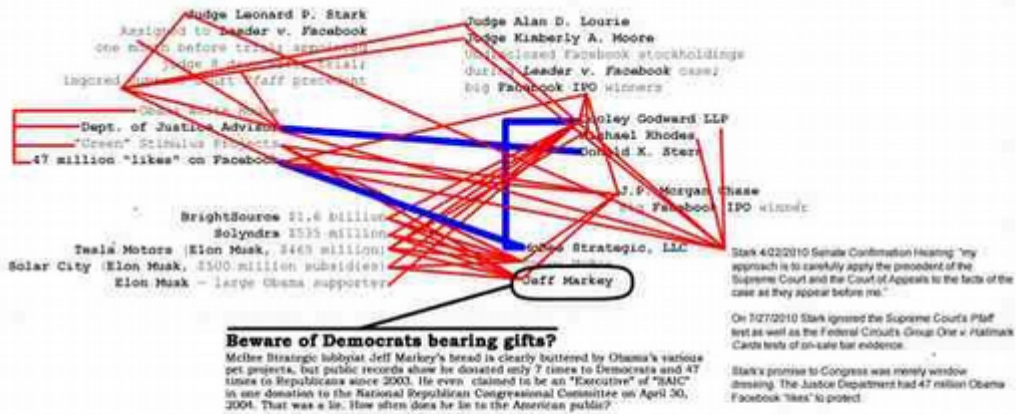 Judge Leonard P. Stark
Assigned to Leader v. Facebook
one month before trial; appointed
judge 8 days trial;
ignored Supreme Court Pfaff precedent
Obama White House
Dept. of Justice Advisor
"Green" Stimulus Projects
47 million "likes" on Facebook
BrightSource $1.6 billion
Solyndra $535 million
Tesla Motors (Elon Musk, $465 million)
Solar City (Elon Musk, $500 million subsidies)
Elon Musk – large Obama supporter
Judge Alan D. Lourie
Judge Kimberly A. Moore
Undisclosed Facebook stockholdings
during Leader v. Facebook case;
big Facebook IPO winners
Cooley Godward LLP
Michael Rhodes
Donald K. Stern
J.P. Morgan Chase
big Facebook IPO winner
McBee Strategic, LLC
Jeff Markey
Beware of Democrats bearing gifts?
McBee Strategic lobbyist Jeff Markey's bread is clearly buttered by Obama's various
pet projects, but public records show he donated only 7 times to Democrats and 47
times to Republicans since 2003. He even claimed to be an "Executive" of "SAIC"
in one donation to the National Republican Congressional Committee on April 30,
2004. That was a lie. How often does he lie to the American public?
Stark 4/22/2010 Senate Confirmation Hearing: "my
approach is to carefully apply the precedent of the
Supreme Court and the Court of Appeals to the facts of the
case as they appear before me."
On 7/27/2010 Stark ignored the Supreme Court's Pfaff
test as well as the Federal Circuit's Group One v. Hallmark
Cards tests of on-sale bar evidence.
Stark's promise to Congress was merely window
dressing. The Justice Department had 47 million Obama
Facebook "likes" to protect.